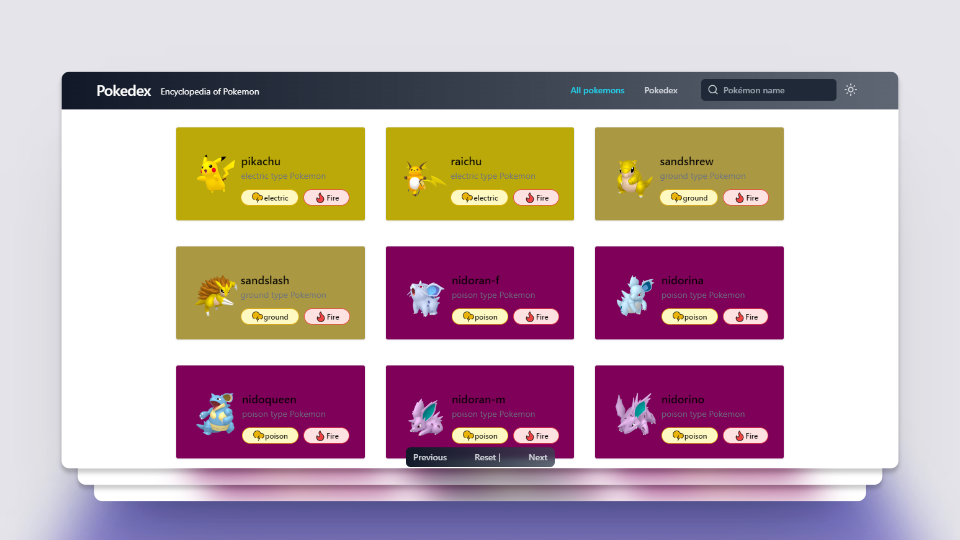 Pokedex Encyclopedia of Pokemon All pokemons Pokedex Pokémon name
pikachu
electric type Pokemon
electric Fire
raichu
electric type Pokemon
electric Fire
sandshrew
ground type Pokemon
ground Fire
sandslash
ground type Pokemon
ground Fire
nidoran-f
poison type Pokemon
poison Fire
nidorina
poison type Pokemon
poison Fire
nidoqueen
poison type Pokemon
poison Fire
nidoran-m
poison type Pokemon
poison Fire
nidorino
poison type Pokemon
poison Fire
Previous Reset | Next